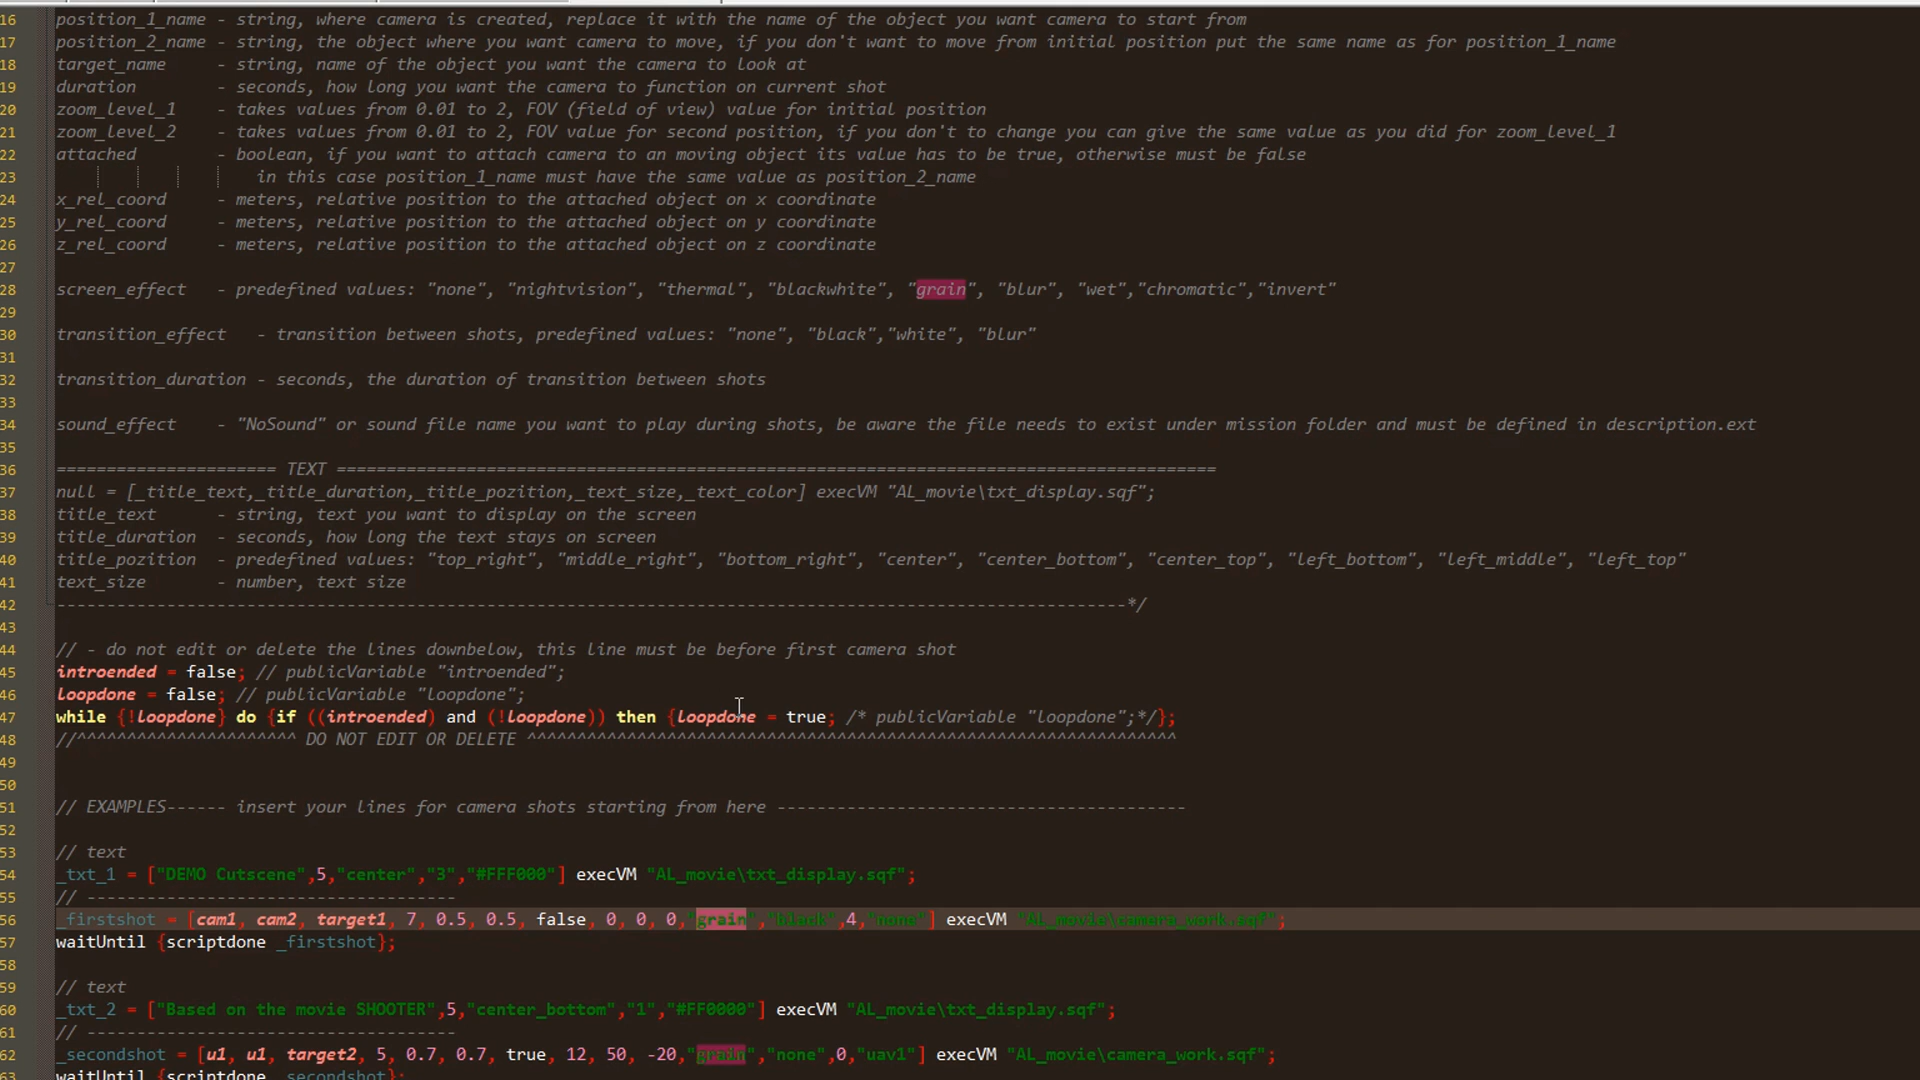 16 position_1_name - string, where camera is created, replace it with the name of the object you want camera to start from
17 position_2_name - string, the object where you want camera to move, if you don't want to move from initial position put the same name as for position_1_name
18 target_name - string, name of the object you want the camera to look at
19 duration - seconds, how long you want the camera to function on current shot
20 zoom_level_1 - takes values from 0.01 to 2, FOV (field of view) value for initial position
21 zoom_level_2 - takes values from 0.01 to 2, FOV value for second position, if you don't to change you can give the same value as you did for zoom_level_1
22 attached - boolean, if you want to attach camera to an moving object its value has to be true, otherwise must be false
23 in this case position_1_name must have the same value as position_2_name
24 x_rel_coord - meters, relative position to the attached object on x coordinate
25 y_rel_coord - meters, relative position to the attached object on y coordinate
26 z_rel_coord - meters, relative position to the attached object on z coordinate
27
28 screen_effect - predefined values: "none", "nightvision", "thermal", "blackwhite", "grain", "blur", "wet","chromatic","invert"
29
30 transition_effect - transition between shots, predefined values: "none", "black","white", "blur"
31
32 transition_duration - seconds, the duration of transition between shots
33
34 sound_effect - "NoSound" or sound file name you want to play during shots, be aware the file needs to exist under mission folder and must be defined in description.ext
35
36 ====================== TEXT ========================================================================================
37 null = [_title_text,_title_duration,_title_pozition,_text_size,_text_color] execVM "AL_movie\txt_display.sqf";
38 title_text - string, text you want to display on the screen
39 title_duration - seconds, how long the text stays on screen
40 title_pozition - predefined values: "top_right", "middle_right", "bottom_right", "center", "center_bottom", "center_top", "left_bottom", "left_middle", "left_top"
41 text_size - number, text size
42 -----------------------------------------------------------------------------------------------------------*/
43
44 // - do not edit or delete the lines downbelow, this line must be before first camera shot
45 introended = false; // publicVariable "introended";
46 loopdone = false; // publicVariable "loopdone";
47 while {!loopdone} do {if ((introended) and (!loopdone)) then {loopdone = true; /* publicVariable "loopdone";*/};
48 //^^^^^^^^^^^^^^^^^^^^^^ DO NOT EDIT OR DELETE ^^^^^^^^^^^^^^^^^^^^^^^^^^^^^^^^^^^^^^^^^^^^^^^^^^^^^^^^^^^^^^^^^
49
50
51 // EXAMPLES------ insert your lines for camera shots starting from here -----------------------------------------
52
53 // text
54 _txt_1 = ["DEMO Cutscene",5,"center","3","#FFF000"] execVM "AL_movie\txt_display.sqf";
55 // -------------------------------------
56 _firstshot = [cam1, cam2, target1, 7, 0.5, 0.5, false, 0, 0, 0,"grain","black",4,"none"] execVM "AL_movie\camera_work.sqf";
57 waitUntil {scriptdone _firstshot};
58
59 // text
60 _txt_2 = ["Based on the movie SHOOTER",5,"center_bottom","1","#FF0000"] execVM "AL_movie\txt_display.sqf";
61 // -------------------------------------
62 _secondshot = [u1, u1, target2, 5, 0.7, 0.7, true, 12, 50, -20,"grain","none",0,"uav1"] execVM "AL_movie\camera_work.sqf";
63 waitUntil {scriptdone _secondshot};